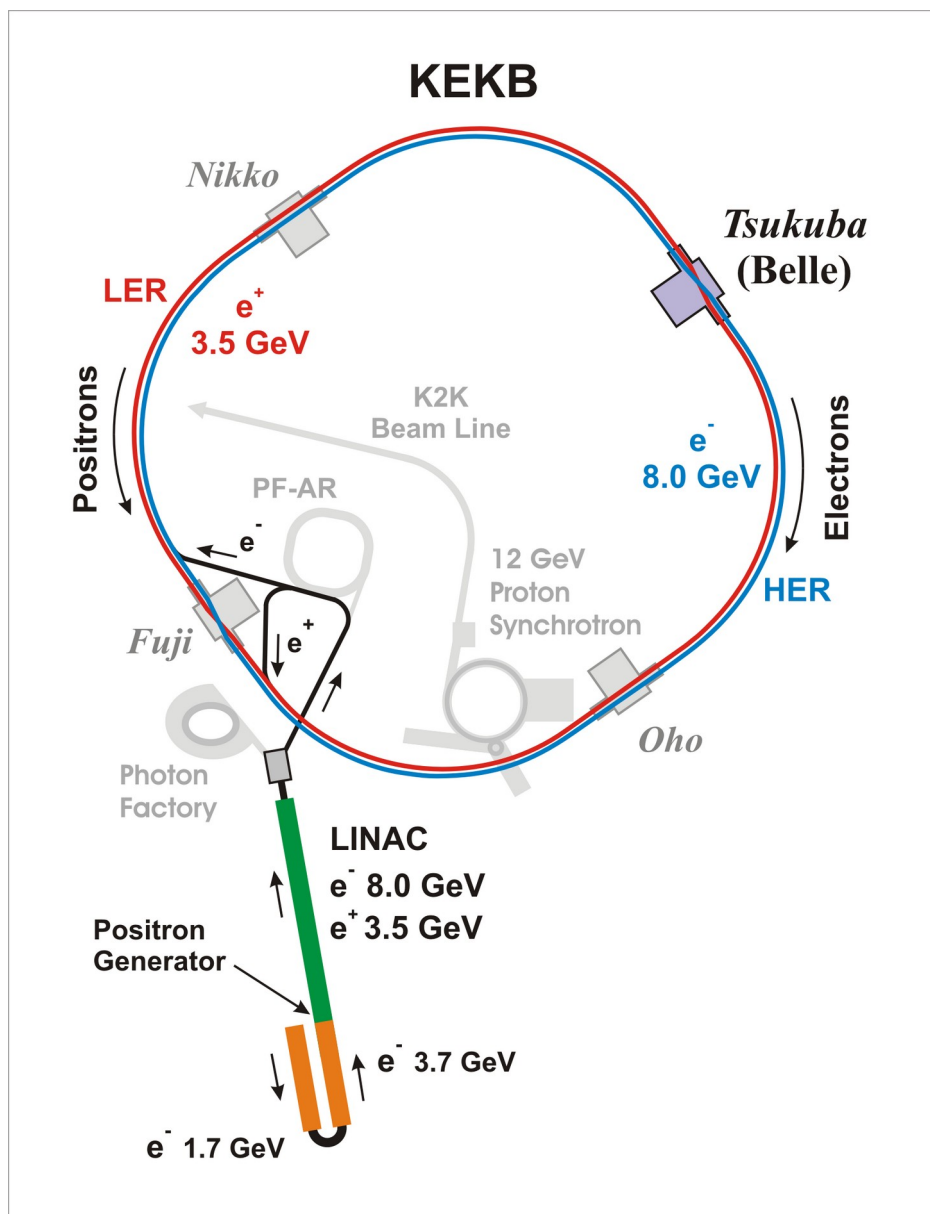 KEKB
Nikko
Tsukuba
(Belle)
LER
e⁺
3.5 GeV
Positrons
K2K
Beam Line
e⁻
8.0 GeV
Electrons
PF-AR
e⁻
12 GeV
Proton
Synchrotron
HER
Fuji
e⁺
Oho
Photon
Factory
LINAC
e⁻ 8.0 GeV
e⁺ 3.5 GeV
Positron
Generator
e⁻ 3.7 GeV
e⁻ 1.7 GeV